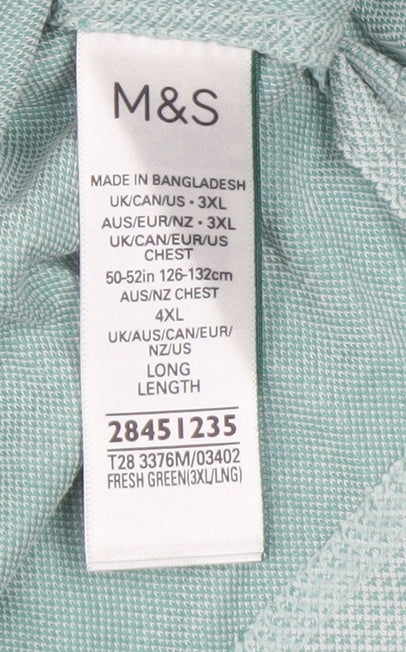 M&S
MADE IN BANGLADESH
UK/CAN/US • 3XL
AUS/EUR/NZ • 3XL
UK/CAN/EUR/US
CHEST
50-52in 126-132cm
AUS/NZ CHEST
4XL
UK/AUS/CAN/EUR/
NZ/US
LONG
LENGTH
28451235
T28 3376M/03402
FRESH GREEN(3XL/LNG)